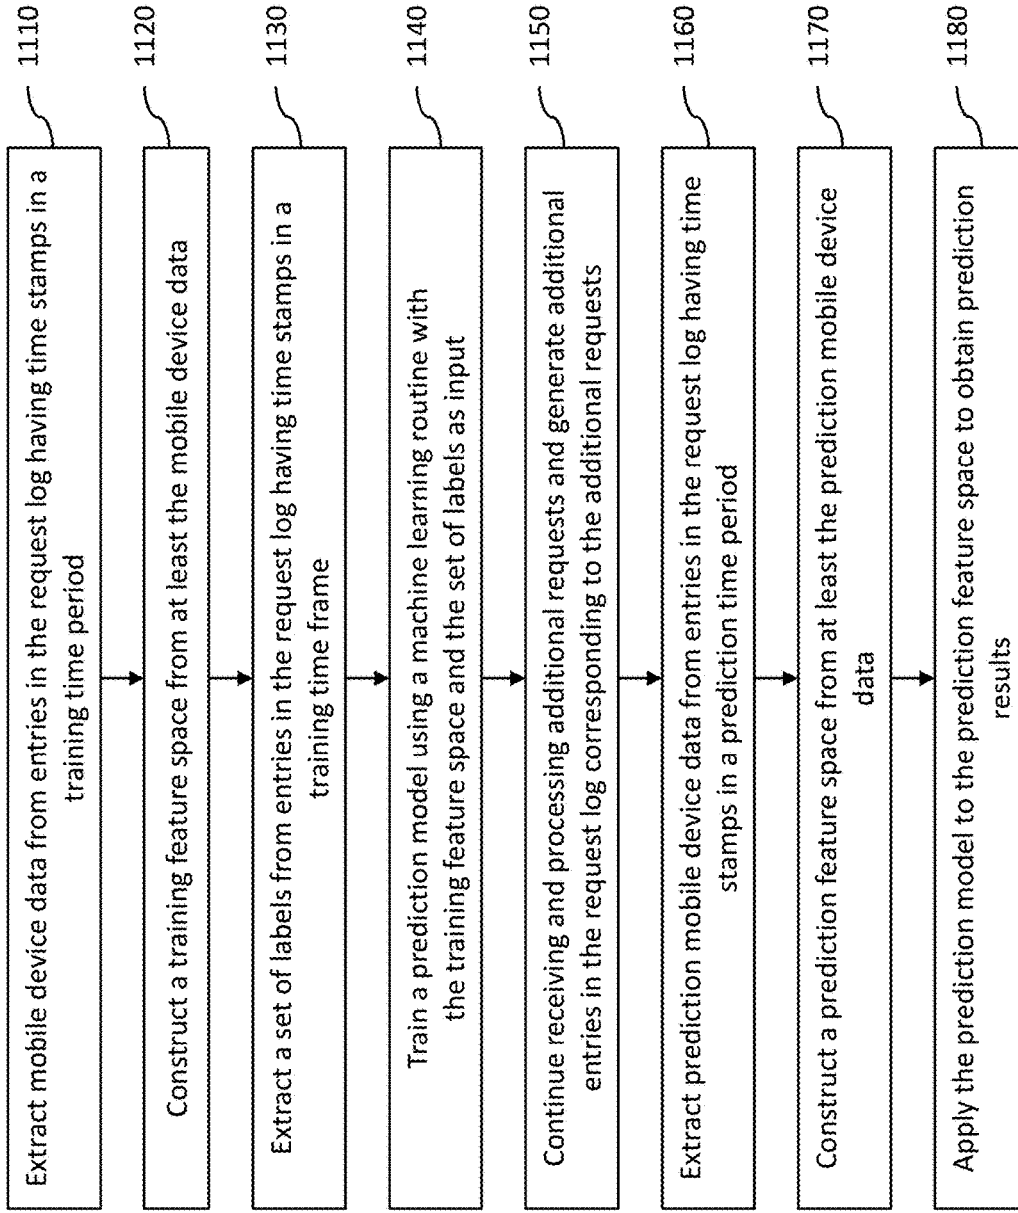 Extract mobile device data from entries in the request log having time stamps in a
training time period
1110
Construct a training feature space from at least the mobile device data
1120
Extract a set of labels from entries in the request log having time stamps in a
training time frame
1130
Train a prediction model using a machine learning routine with
the training feature space and the set of labels as input
1140
Continue receiving and processing additional requests and generate additional
entries in the request log corresponding to the additional requests
1150
Extract prediction mobile device data from entries in the request log having time
stamps in a prediction time period
1160
Construct a prediction feature space from at least the prediction mobile device
data
1170
Apply the prediction model to the prediction feature space to obtain prediction
results
1180